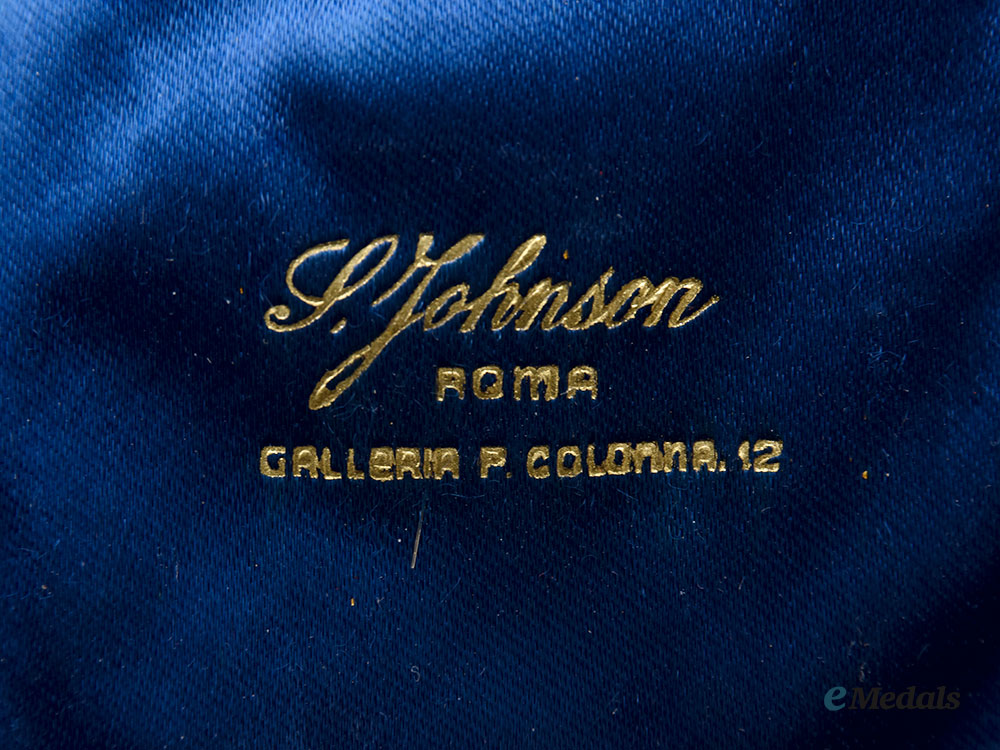 S. Johnson
ROMA
GALLERIA P. COLONNA. 12
eMedals